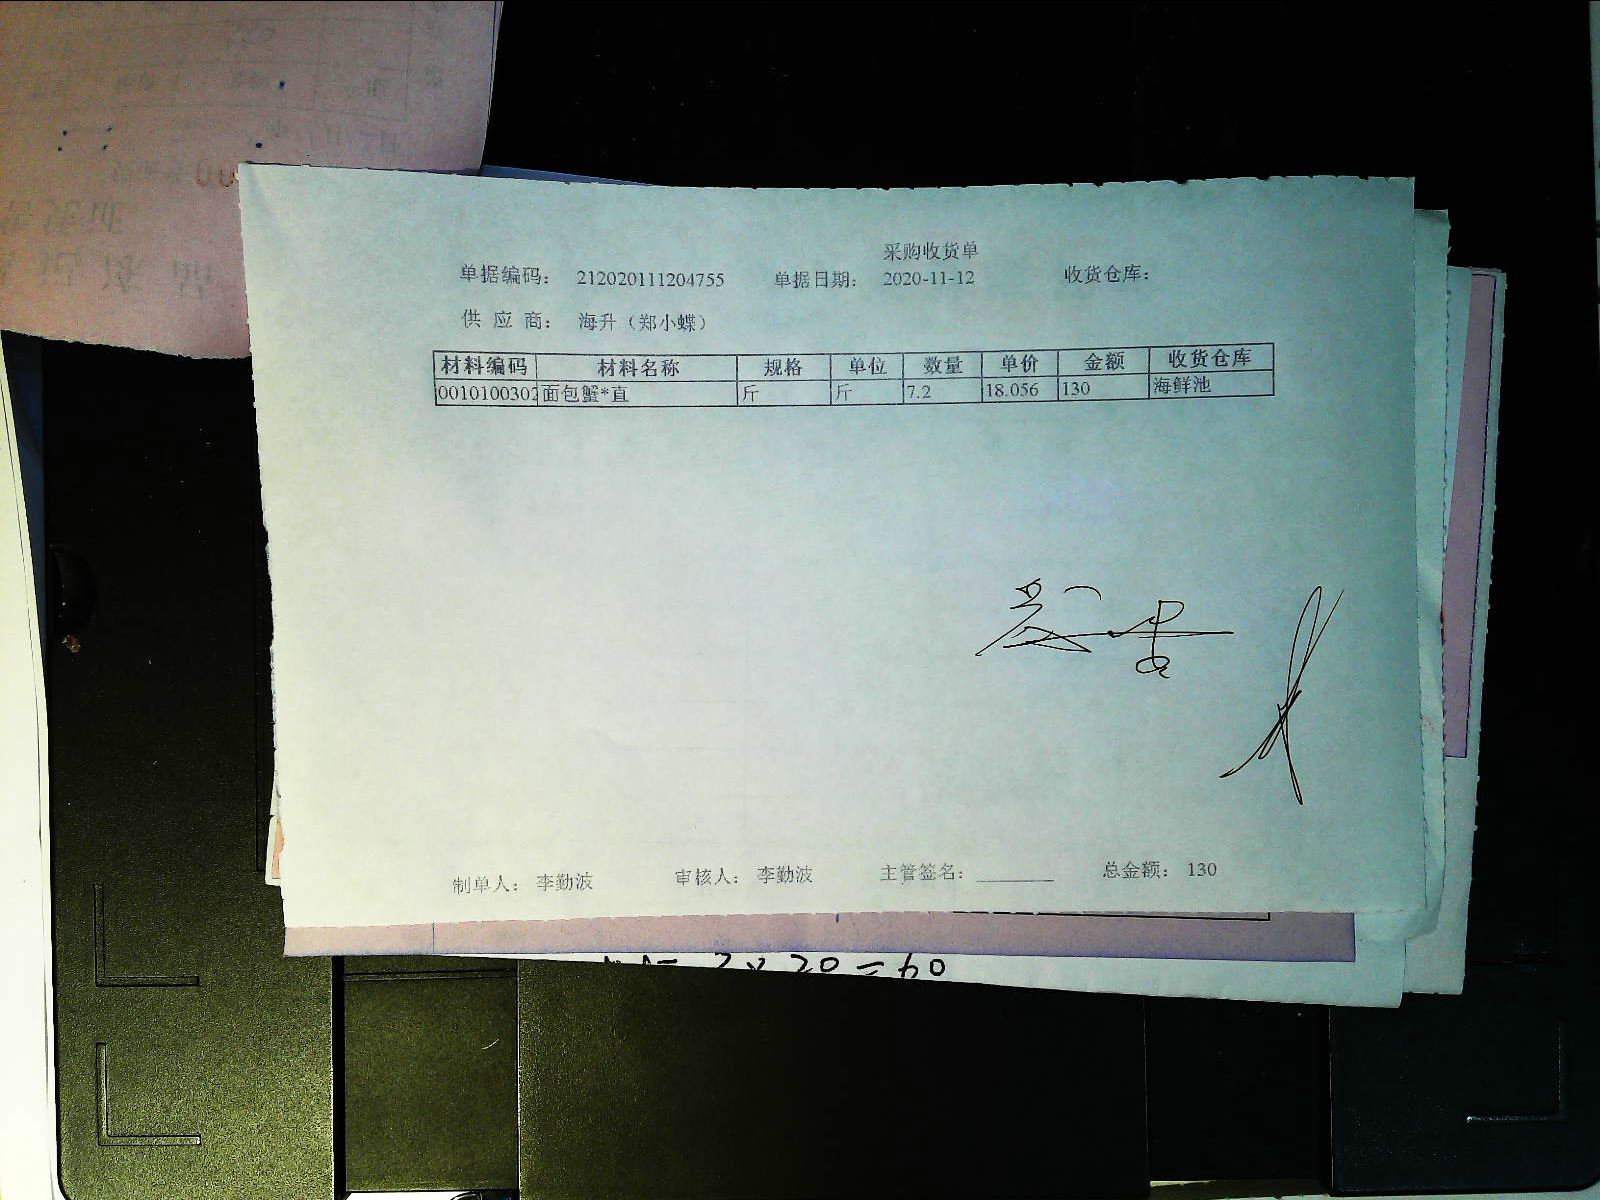 采购收货单
单据编码： 212020111204755 单据日期： 2020-11-12 收货仓库：
供 应 商： 海升（郑小蝶）
材料编码 材料名称 规格 单位 数量 单价 金额 收货仓库
0010100302 面包蟹*直 斤 斤 7.2 18.056 130 海鲜池
制单人： 李勤波 审核人： 李勤波 主管签名：________ 总金额： 130
2×20=40